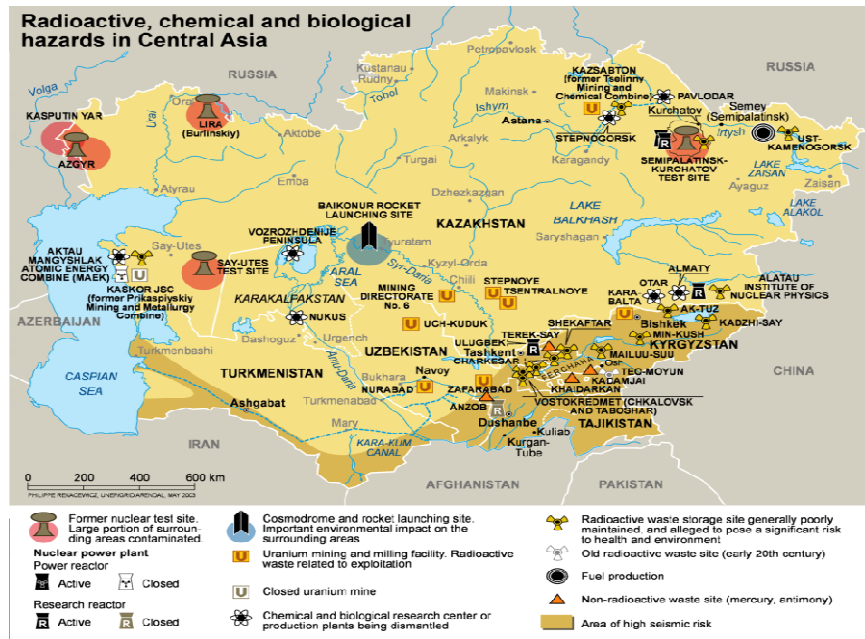 Radioactive, chemical and biological
hazards in Central Asia
RUSSIA
RUSSIA
Petropavlosk
Kustanau
Rudny
Tobol
Volga
Ural
KASPUTIN YAR
AZGYR
LIRA
(Burlinskiy)
Aktobe
Makinsk
Ishym
Astana
KAZSABTON
(former Tselinny
Mining and
Chemical Combine)
PAVLODAR
STEPNOGORSK
Kurchatov
Semey
(Semipalatinsk)
Irtysh
UST-
KAMENOGORSK
SEMIPALATINSK-
KURCHATOV
TEST SITE
LAKE
ZAISAN
Zaisan
Ayaguz
LAKE
ALAKOL
Arkalyk
Karagandy
Turgai
Emba
Atyrau
Dzhezkazgan
BAIKONUR ROCKET
LAUNCHING SITE
KAZAKHSTAN
LAKE
BALKHASH
Saryshagan
VOZROZHDENIJE
PENINSULA
Tyuratam
AKTAU
MANGYSHLAK
ATOMIC ENERGY
COMBINE (MAEK)
Say-Utes
SAY-UTES
TEST SITE
ARAL
SEA
Syr-Daria
Kyzyl-Orda
Chiili
KASKOR JSC
(former Prikaspiyskiy
Mining and Metallurgy
Combine)
KARAKALPAKSTAN
NUKUS
MINING
DIRECTORATE
No. 6
STEPNOYE
TSENTRALNOYE
ALMATY
OTAR
KARA
BALTA
ALATAU
INSTITUTE OF
NUCLEAR PHYSICS
AK-TUZ
Bishkek
KADZHI-SAY
MIN-KUSH
KYRGYZSTAN
AZERBAIJAN
UCH-KUDUK
SHEKAFTAR
TEREK-SAY
ULUGBEK
Tashkent
CHARKESAR
MAILUU-SUU
FERGHANA
TEO-MOYUN
KADAMJAI
KHAIDARKAN
Dashoguz
Urgench
UZBEKISTAN
Turkmenbashi
TURKMENISTAN
Amu-Daria
Bukhara
Navoy
NURABAD
ZAFARABAD
VOSTOKREDMET (CHKALOVSK
AND TABOSHAR)
CHINA
CASPIAN
SEA
Ashgabat
Turkmenabad
ANZOB
Dushanbe
TAJIKISTAN
Mary
KARA-KUM
CANAL
Kuliab
Kurgan-
Tube
IRAN
AFGHANISTAN
PAKISTAN
0 200 400 600 km
PHILIPPE REKACEWICZ, UNEP/GRID/ARENDAL, MAY 2003
Former nuclear test site.
Large portion of surroun-
ding areas contaminated.
Nuclear power plant
Power reactor
Active
Closed
Research reactor
Active
Closed
Cosmodrome and rocket launching site.
Important environmental impact on the
surrounding areas
Uranium mining and milling facility. Radioactive
waste related to exploitation
Closed uranium mine
Chemical and biological research center or
production plants being dismantled
Radioactive waste storage site generally poorly
maintained, and alleged to pose a significant risk
to health and environment
Old radioactive waste site (early 20th century)
Fuel production
Non-radioactive waste site (mercury, antimony)
Area of high seismic risk